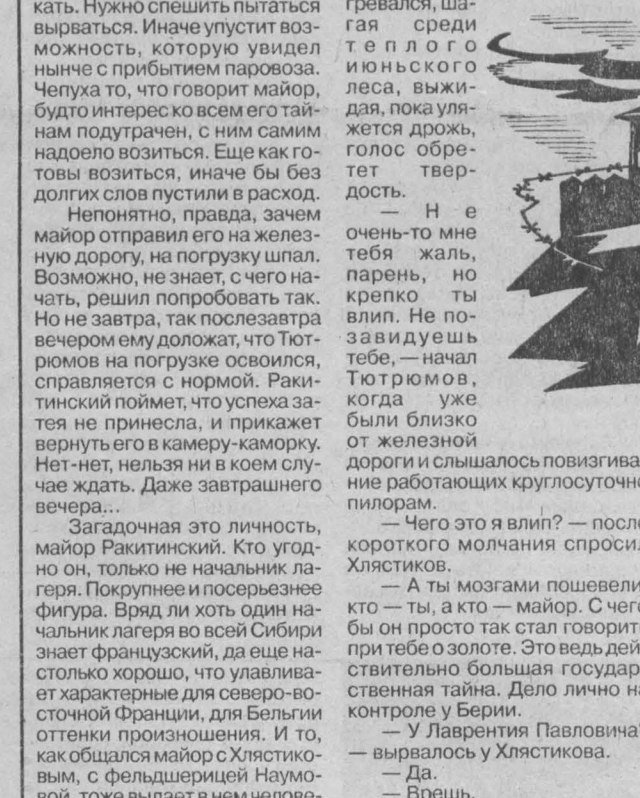 кать. Нужно спешить пытаться
вырваться. Иначе упустит воз-
можность, которую увидел
нынче с прибытием паровоза.
Чепуха то, что говорит майор,
будто интерес ко всем его тай-
нам подутрачен, с ним самим
надоело возиться. Еще как го-
товы возиться, иначе бы без
долгих слов пустили в расход.
Непонятно, правда, зачем
майор отправил его на желез-
ную дорогу, на погрузку шпал.
Возможно, не знает, с чего на-
чать, решил попробовать так.
Но не завтра, так послезавтра
вечером ему доложат, что Тют-
рюмов на погрузке освоился,
справляется с нормой. Раки-
тинский поймет, что успеха за-
тея не принесла, и прикажет
вернуть его в камеру-каморку.
Нет-нет, нельзя ни в коем слу-
чае ждать. Даже завтрашнего
вечера...
Загадочная это личность,
майор Ракитинский. Кто угод-
но он, только не начальник ла-
геря. Покрупнее и посерьезнее
фигура. Вряд ли хоть один на-
чальник лагеря во всей Сибири
знает французский, да еще на-
столько хорошо, что улавлива-
ет характерные для северо-во-
сточной Франции, для Бельгии
оттенки произношения. И то,
как общался майор с Хлястико-
вым, с фельдшерицей Наумо-
вой, тоже выдает в нем челове-
гревался, ша-
гая среди
теплого
июньского
леса, выжи-
дая, пока уля-
жется дрожь,
голос обре-
тет твер-
дость.
— Не
очень-то мне
тебя жаль,
парень, но
крепко ты
влип. Не по-
завидуешь
тебе, — начал
Тютрюмов,
когда уже
были близко
от железной
дороги и слышалось повизгива-
ние работающих круглосуточно
пилорам.
— Чего это я влип? — после
короткого молчания спросил
Хлястиков.
— А ты мозгами пошевели,
кто — ты, а кто — майор. С чего
бы он просто так стал говорить
при тебе о золоте. Это ведь дей-
ствительно большая государ-
ственная тайна. Дело лично на
контроле у Берии.
— У Лаврентия Павловича?
— вырвалось у Хлястикова.
— Да.
— Врешь.